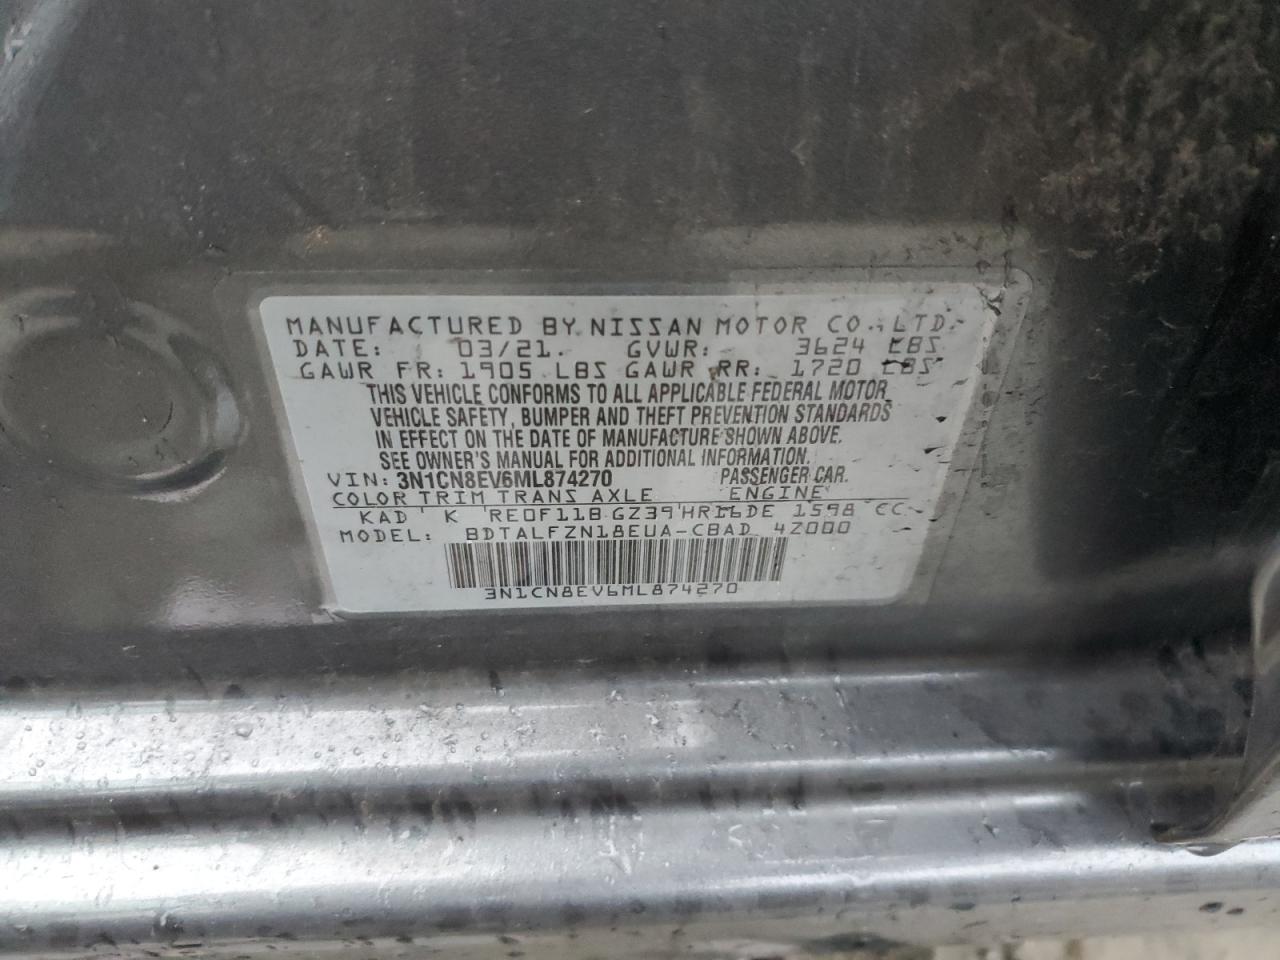 MANUFACTURED BY NISSAN MOTOR CO., LTD.
DATE: 03/21. GVWR: 3624 LBS
GAWR FR: 1905 LBS GAWR RR: 1720 LBS
THIS VEHICLE CONFORMS TO ALL APPLICABLE FEDERAL MOTOR
VEHICLE SAFETY, BUMPER AND THEFT PREVENTION STANDARDS
IN EFFECT ON THE DATE OF MANUFACTURE SHOWN ABOVE.
SEE OWNER'S MANUAL FOR ADDITIONAL INFORMATION.
VIN: 3N1CN8EV6ML874270 PASSENGER CAR.
COLOR TRIM TRANS AXLE ENGINE
KAD K RE0F11B GZ39 HR16DE 1598 CC
MODEL: BDTALFZN18EUA-CBAD 4Z000
3N1CN8EV6ML874270